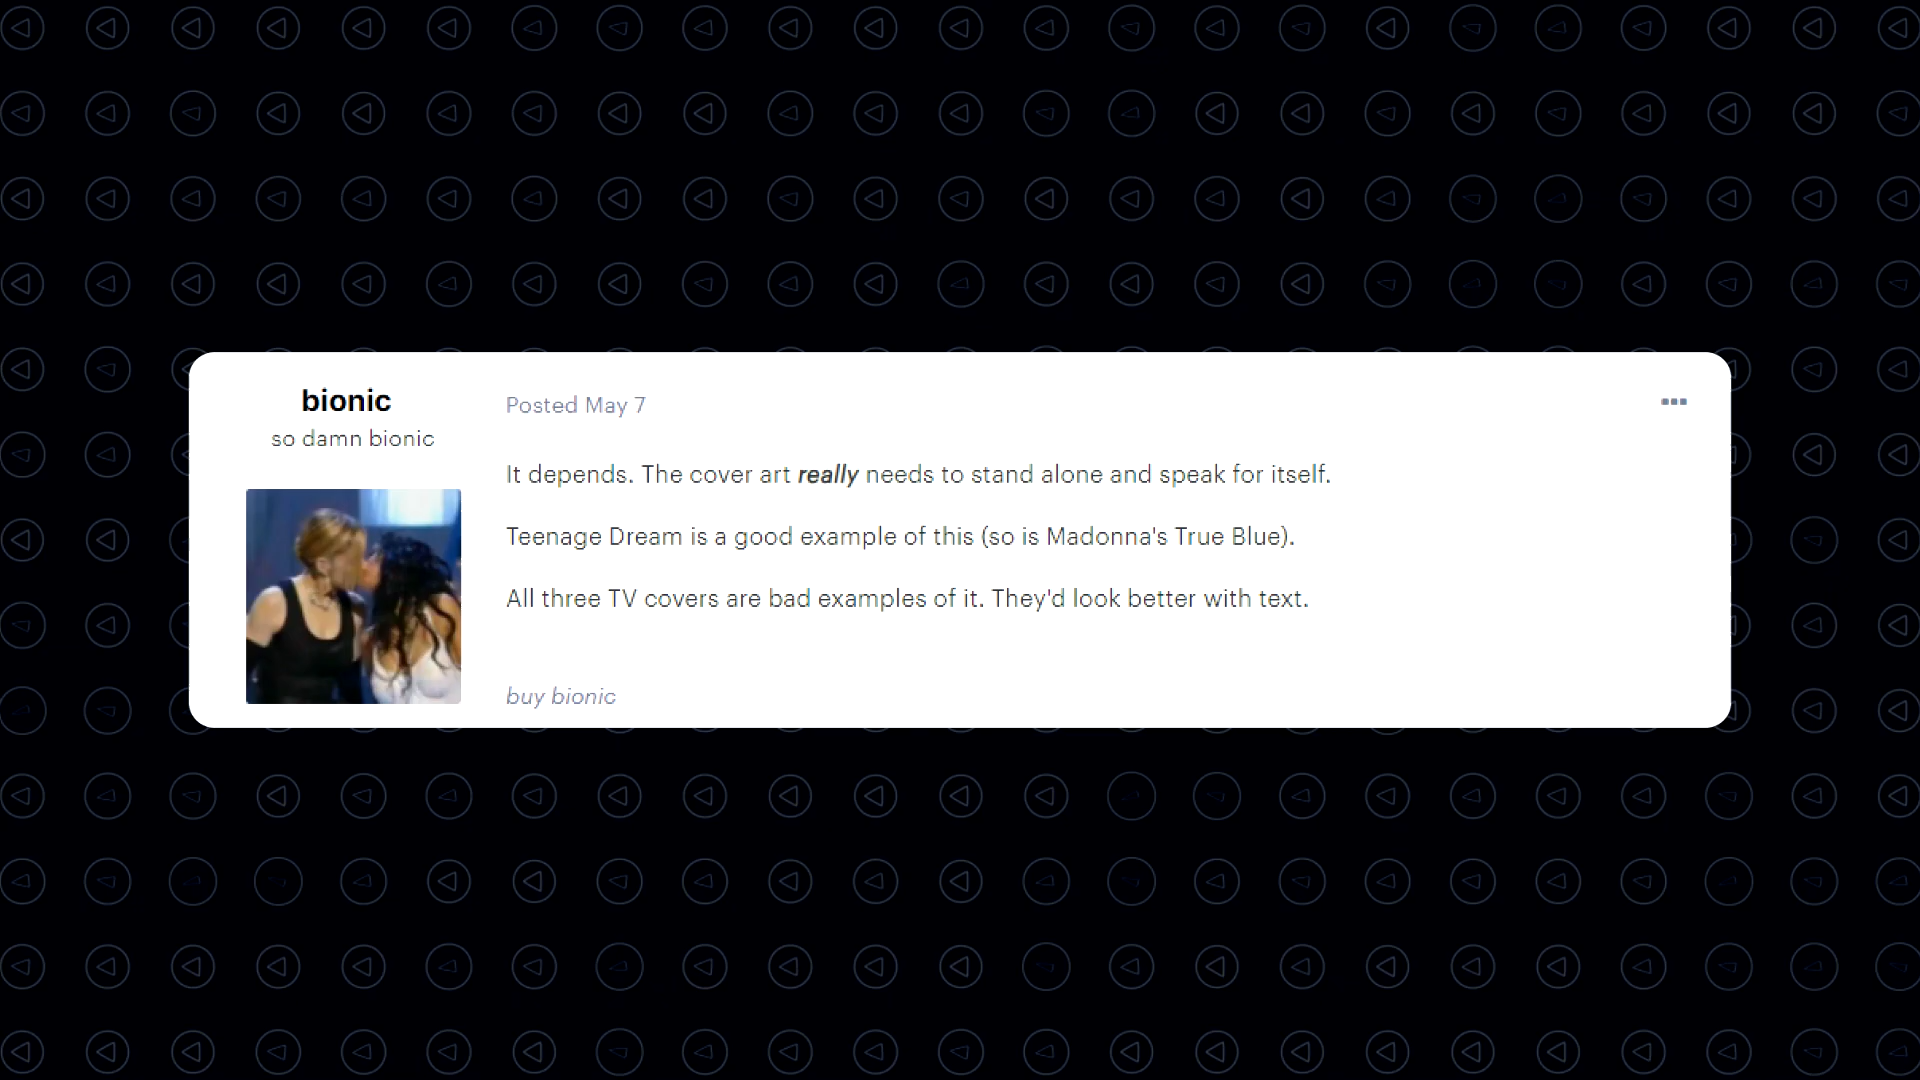 bionic
so damn bionic
Posted May 7
It depends. The cover art really needs to stand alone and speak for itself.
Teenage Dream is a good example of this (so is Madonna's True Blue).
All three TV covers are bad examples of it. They'd look better with text.
buy bionic